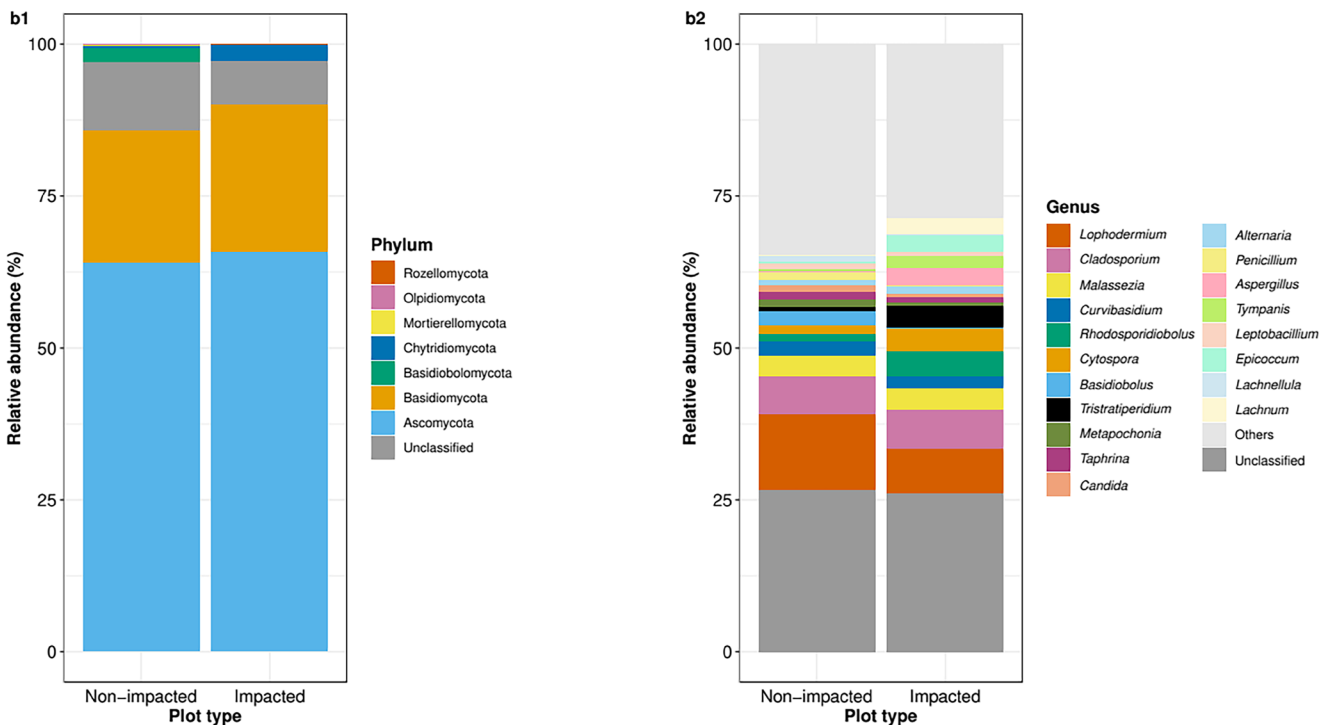 b1
Relative abundance (%)
100
75
50
25
0
Non−impacted
Impacted
Plot type
Phylum
Rozellomycota
Olpidiomycota
Mortierellomycota
Chytridiomycota
Basidiobolomycota
Basidiomycota
Ascomycota
Unclassified
b2
Relative abundance (%)
100
75
50
25
0
Non−impacted
Impacted
Plot type
Genus
Lophodermium
Cladosporium
Malassezia
Curvibasidium
Rhodosporidiobolus
Cytospora
Basidiobolus
Tristratiperidium
Metapochonia
Taphrina
Candida
Alternaria
Penicillium
Aspergillus
Tympanis
Leptobacillium
Epicoccum
Lachnellula
Lachnum
Others
Unclassified